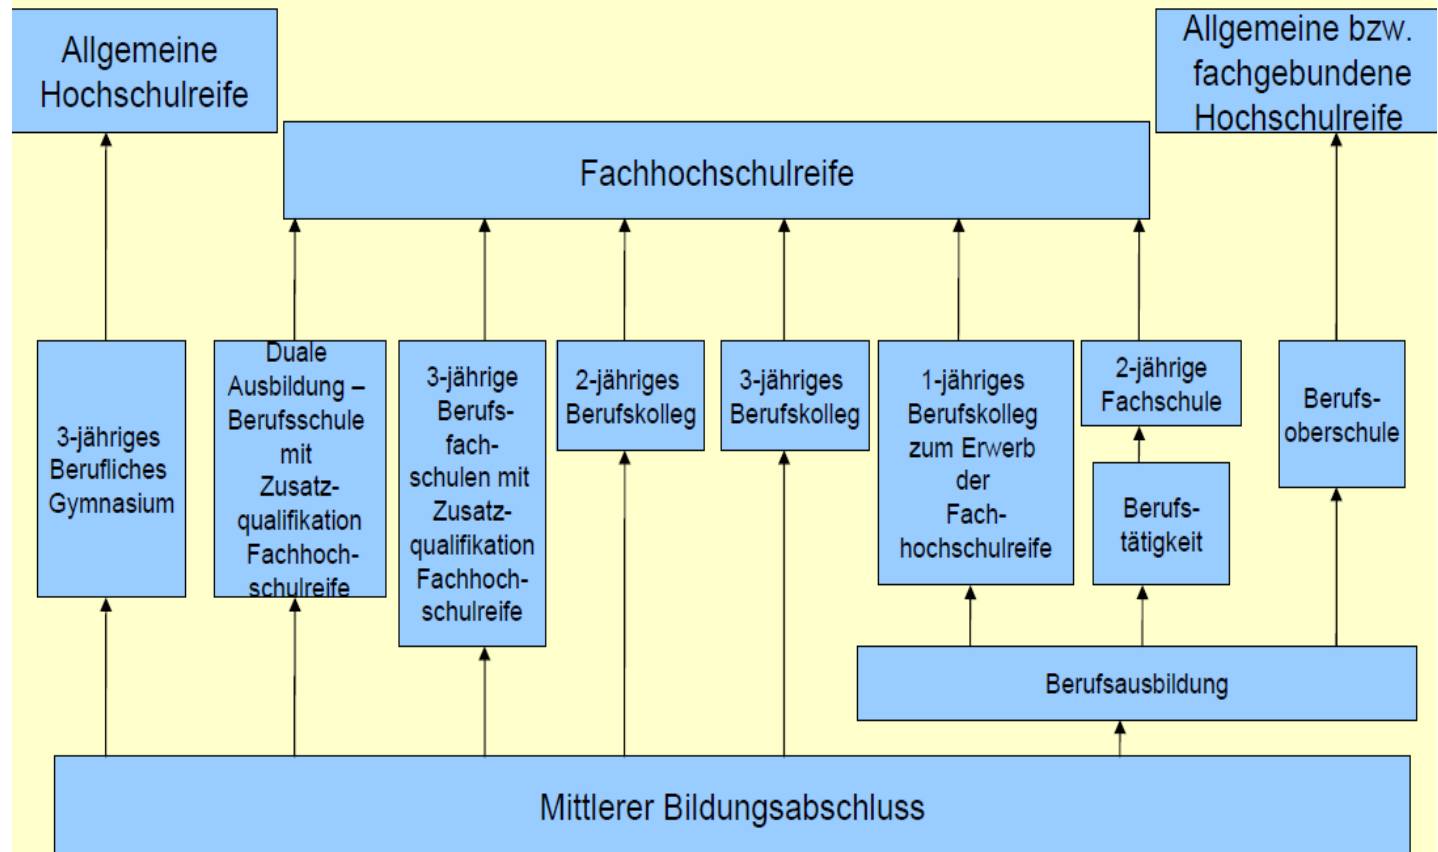 Allgemeine
Hochschulreife
Allgemeine bzw.
fachgebundene
Hochschulreife
Fachhochschulreife
3-jähriges
Berufliches
Gymnasium
Duale
Ausbildung –
Berufsschule
mit
Zusatz-
qualifikation
Fachhoch-
schulreife
3-jährige
Berufs-
fach-
schulen mit
Zusatz-
qualifikation
Fachhoch-
schulreife
2-jähriges
Berufskolleg
3-jähriges
Berufkolleg
1-jähriges
Berufskolleg
zum Erwerb
der
Fach-
hochschulreife
2-jährige
Fachschule
Berufs-
tätigkeit
Berufs-
oberschule
Berufsausbildung
Mittlerer Bildungsabschluss